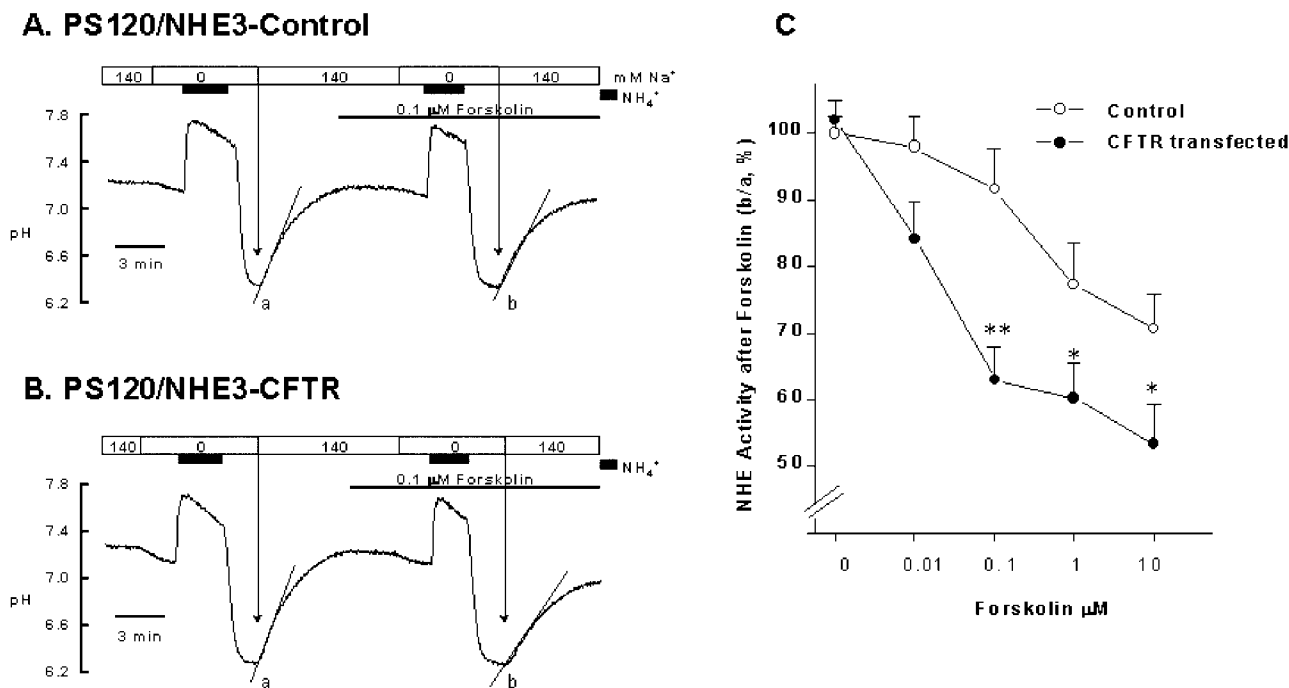 A. PS120/NHE3-Control
140 0 140 0 140 mM Na⁺
NH₄⁺
0.1 µM Forskolin
7.8
7.4
7.0
6.6
6.2
pH
3 min
a
b
B. PS120/NHE3-CFTR
140 0 140 0 140
NH₄⁺
0.1 µM Forskolin
7.8
7.4
7.0
6.6
6.2
pH
3 min
a
b
C
Control
CFTR transfected
NHE Activity after Forskolin (b/a, %)
100
90
80
70
60
50
**
*
*
0 0.01 0.1 1 10
Forskolin µM